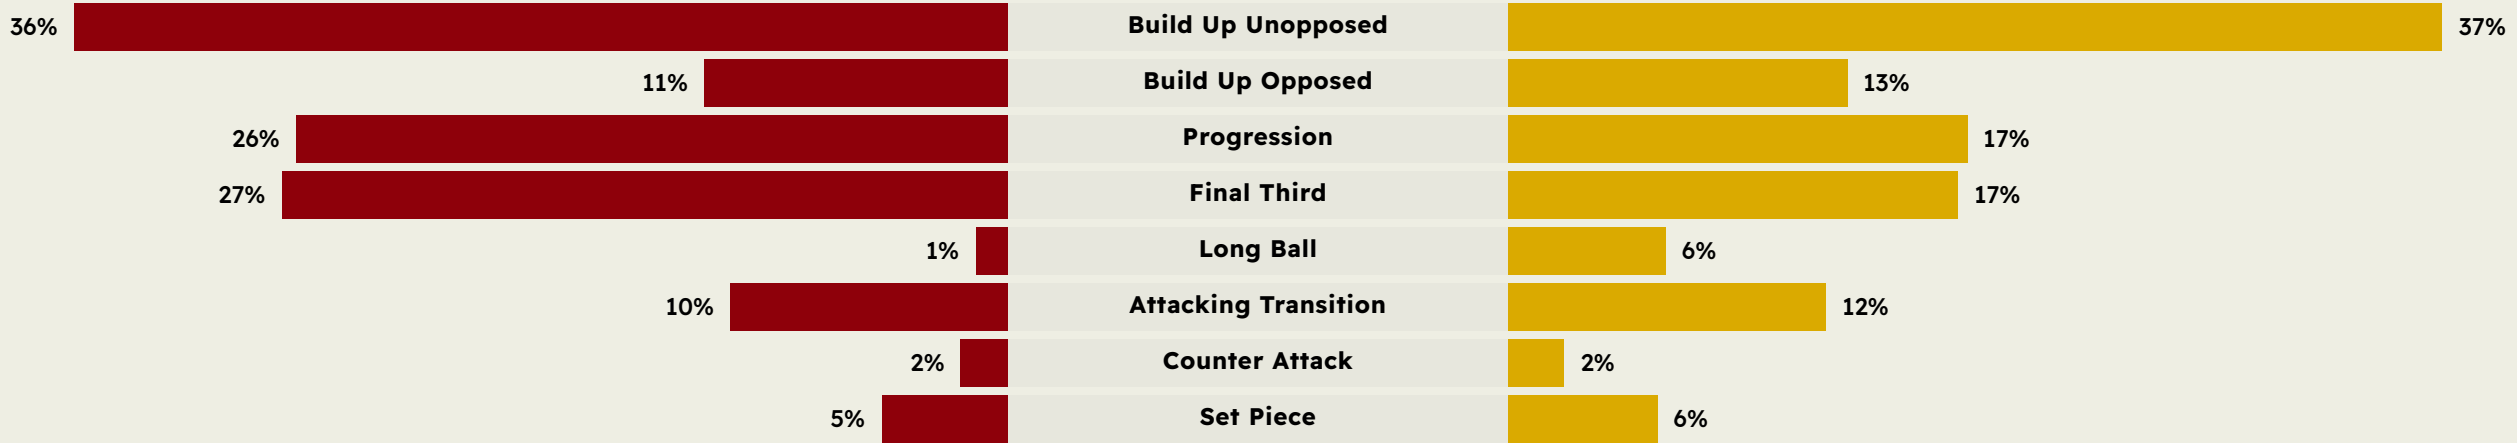 36% Build Up Unopposed 37%
11% Build Up Opposed 13%
26% Progression 17%
27% Final Third 17%
1% Long Ball 6%
10% Attacking Transition 12%
2% Counter Attack 2%
5% Set Piece 6%